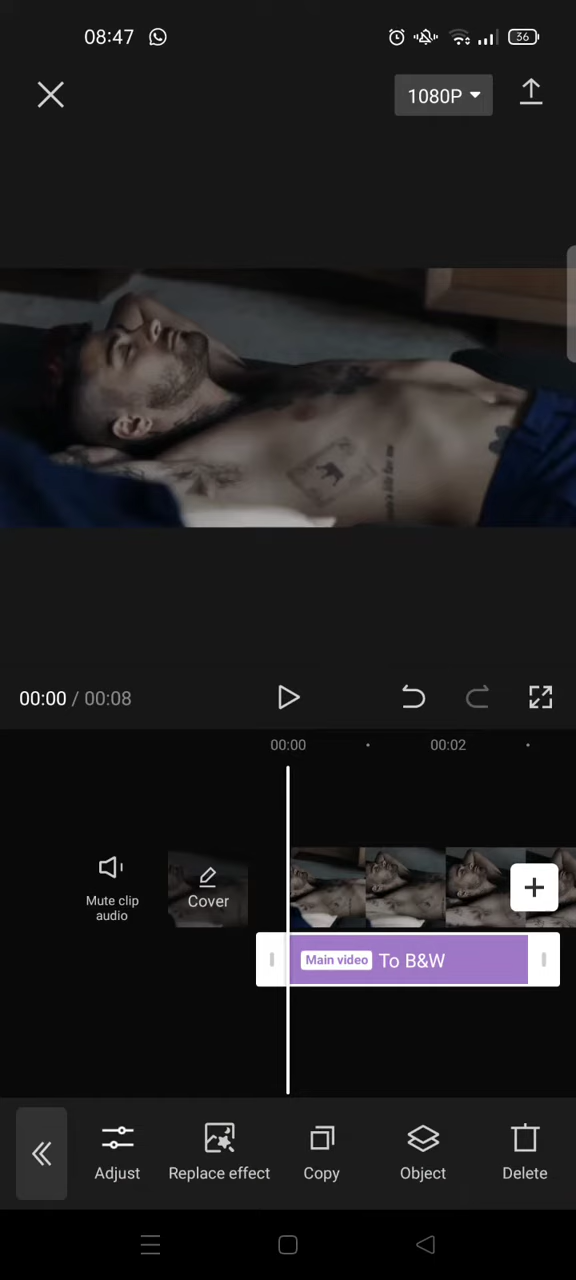 08:47
36
1080P
00:00 / 00:08
00:00
00:02
Mute clip
audio
Cover
Main video To B&W
Adjust
Replace effect
Copy
Object
Delete